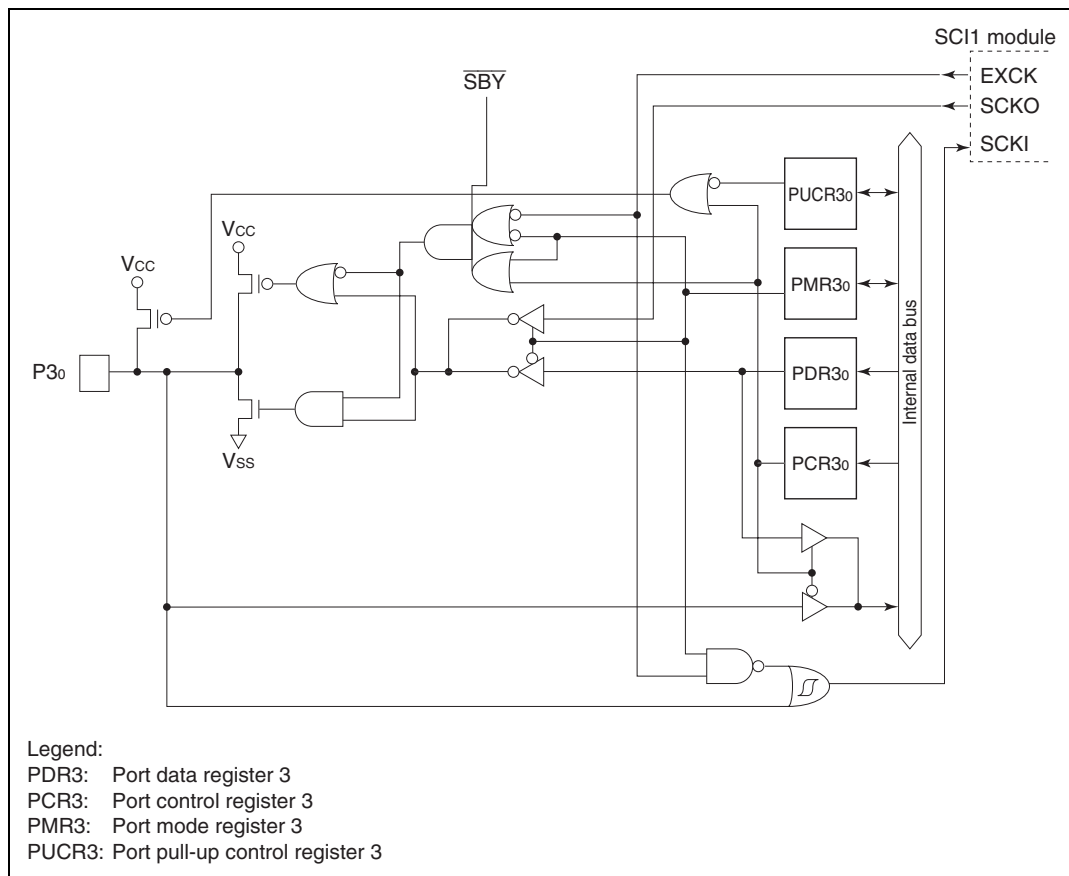 SCI1 module
EXCK
SCKO
SCKI
SBY
PUCR3₀
VCC
VCC
PMR3₀
P3₀
PDR3₀
Internal data bus
VSS
PCR3₀
Legend:
PDR3: Port data register 3
PCR3: Port control register 3
PMR3: Port mode register 3
PUCR3: Port pull-up control register 3